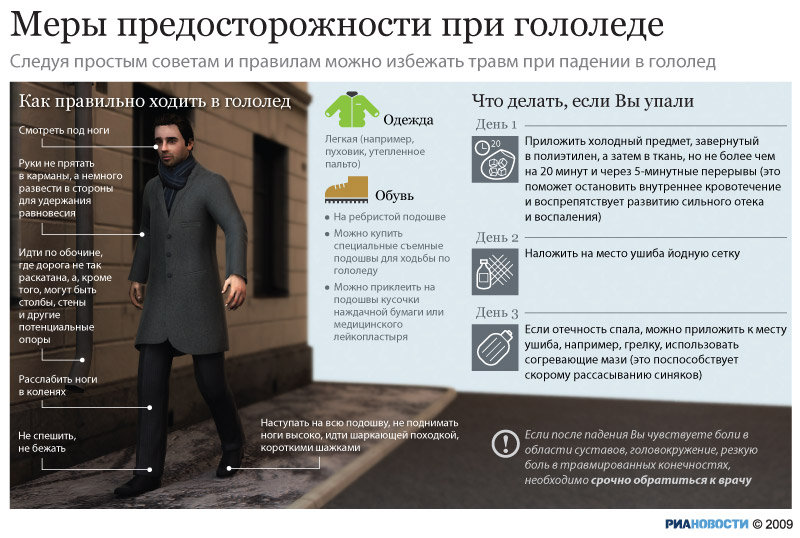 Меры предосторожности при гололеде
Следуя простым советам и правилам можно избежать травм при падении в гололед
Как правильно ходить в гололед
Смотреть под ноги
Руки не прятать
в карманы, а немного
развести в стороны
для удержания
равновесия
Идти по обочине,
где дорога не так
раскатана, а, кроме
того, могут быть
столбы, стены
и другие
потенциальные
опоры
Расслабить ноги
в коленях
Не спешить,
не бежать
Наступать на всю подошву, не поднимать
ноги высоко, идти шаркающей походкой,
короткими шажками
Одежда
Легкая (например,
пуховик, утепленное
пальто)
Обувь
• На ребристой подошве
• Можно купить
специальные съемные
подошвы для ходьбы по
гололеду
• Можно приклеить на
подошвы кусочки
наждачной бумаги или
медицинского
лейкопластыря
Что делать, если Вы упали
День 1
20
Приложить холодный предмет, завернутый
в полиэтилен, а затем в ткань, но не более чем
на 20 минут и через 5-минутные перерывы (это
поможет остановить внутреннее кровотечение
и воспрепятствует развитию сильного отека
и воспаления)
День 2
Наложить на место ушиба йодную сетку
День 3
Если отечность спала, можно приложить к месту
ушиба, например, грелку, использовать
согревающие мази (это поспособствует
скорому рассасыванию синяков)
Если после падения Вы чувствуете боли в
области суставов, головокружение, резкую
боль в травмированных конечностях,
необходимо срочно обратиться к врачу
РИАНОВОСТИ © 2009